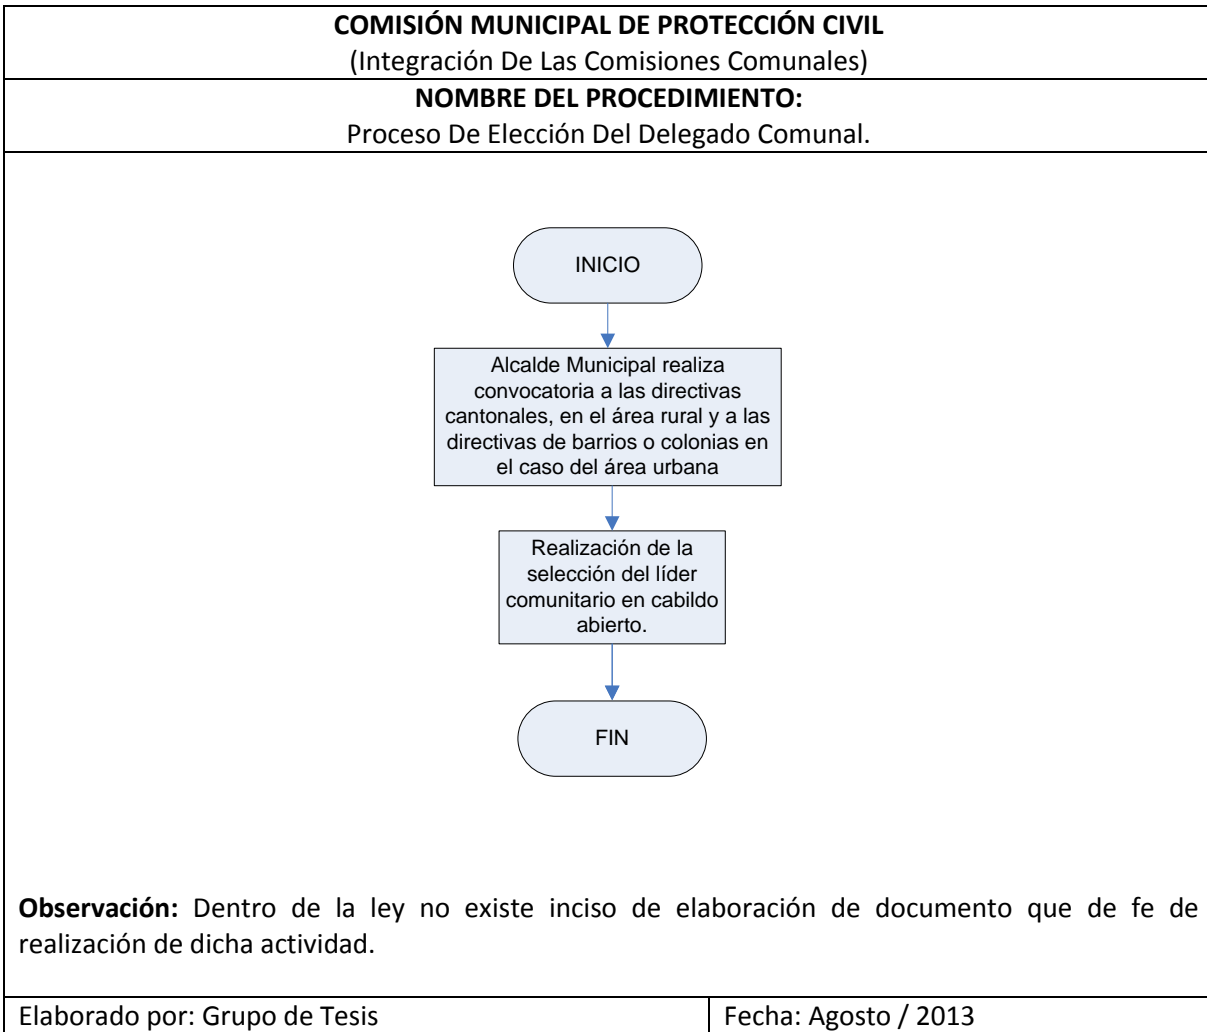 COMISIÓN MUNICIPAL DE PROTECCIÓN CIVIL
(Integración De Las Comisiones Comunales)
NOMBRE DEL PROCEDIMIENTO:
Proceso De Elección Del Delegado Comunal.
INICIO
Alcalde Municipal realiza
convocatoria a las directivas
cantonales, en el área rural y a las
directivas de barrios o colonias en
el caso del área urbana
Realización de la
selección del líder
comunitario en cabildo
abierto.
FIN
Observación: Dentro de la ley no existe inciso de elaboración de documento que de fe de
realización de dicha actividad.
Elaborado por: Grupo de Tesis
Fecha: Agosto / 2013